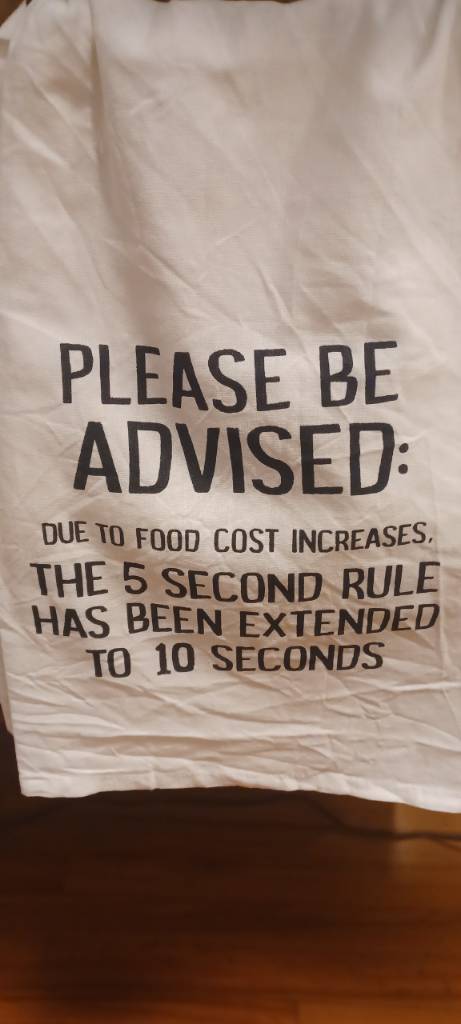 PLEASE BE
ADVISED:
DUE TO FOOD COST INCREASES,
THE 5 SECOND RULE
HAS BEEN EXTENDED
TO 10 SECONDS